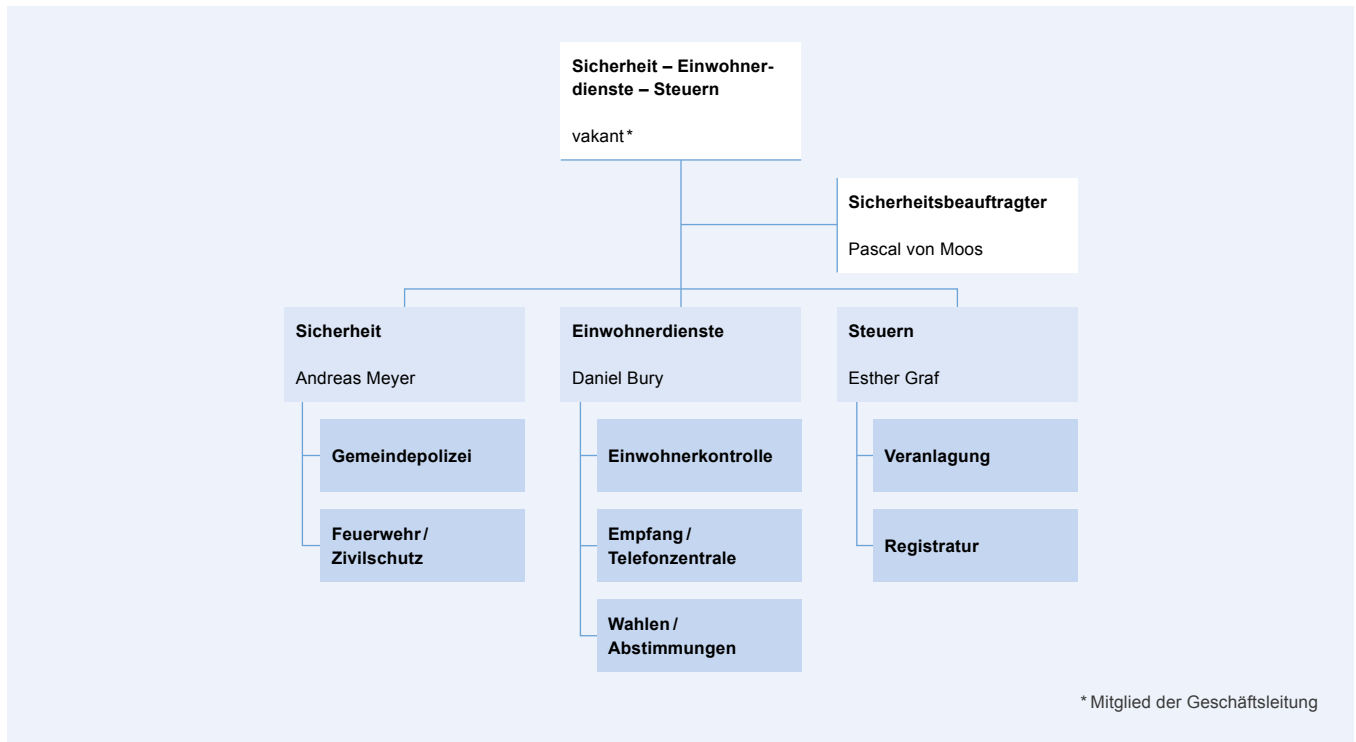 Sicherheit – Einwohner-
dienste – Steuern
vakant*
Sicherheitsbeauftragter
Pascal von Moos
Sicherheit
Andreas Meyer
Einwohnerdienste
Daniel Bury
Steuern
Esther Graf
Gemeindepolizei
Einwohnerkontrolle
Veranlagung
Feuerwehr/
Zivilschutz
Empfang/
Telefonzentrale
Registratur
Wahlen/
Abstimmungen
* Mitglied der Geschäftsleitung